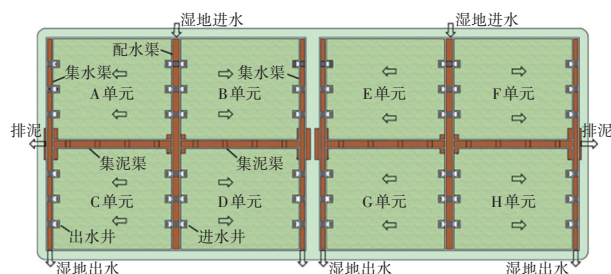 湿地进水 湿地进水
配水渠
集水渠 集水渠
A单元 B单元 E单元 F单元
排泥 排泥
集泥渠 集泥渠
C单元 D单元 G单元 H单元
出水井 进水井
湿地出水 湿地出水 湿地出水